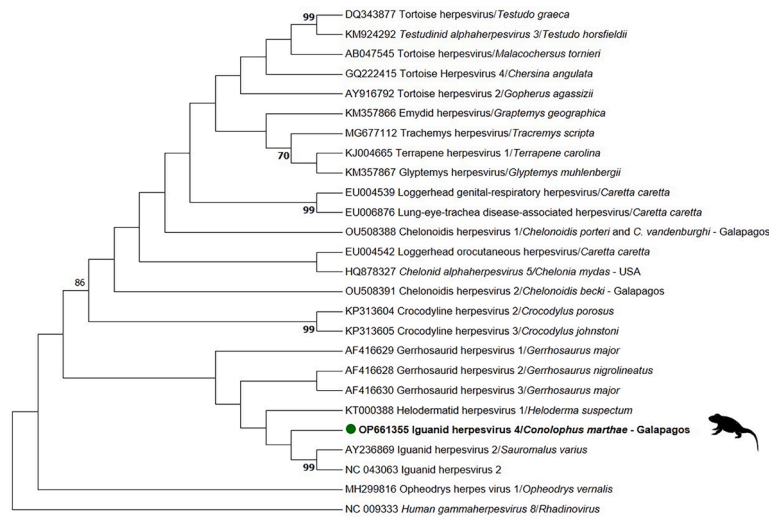 DQ343877 Tortoise herpesvirus/Testudo graeca
99
KM924292 Testudinid alphaherpesvirus 3/Testudo horsfieldii
AB047545 Tortoise herpesvirus/Malacochersus tornieri
GQ222415 Tortoise Herpesvirus 4/Chersina angulata
AY916792 Tortoise herpesvirus 2/Gopherus agassizii
KM357866 Emydid herpesvirus/Graptemys geographica
MG677112 Trachemys herpesvirus/Tracremys scripta
70
KJ004665 Terrapene herpesvirus 1/Terrapene carolina
KM357867 Glyptemys herpesvirus/Glyptemys muhlenbergii
EU004539 Loggerhead genital-respiratory herpesvirus/Caretta caretta
99
EU006876 Lung-eye-trachea disease-associated herpesvirus/Caretta caretta
OU508388 Chelonoidis herpesvirus 1/Chelonoidis porteri and C. vandenburghi - Galapagos
EU004542 Loggerhead orocutaneous herpesvirus/Caretta caretta
HQ878327 Chelonid alphaherpesvirus 5/Chelonia mydas - USA
86
OU508391 Chelonoidis herpesvirus 2/Chelonoidis becki - Galapagos
KP313604 Crocodyline herpesvirus 2/Crocodylus porosus
99
KP313605 Crocodyline herpesvirus 3/Crocodylus johnstoni
AF416629 Gerrhosaurid herpesvirus 1/Gerrhosaurus major
AF416628 Gerrhosaurid herpesvirus 2/Gerrhosaurus nigrolineatus
AF416630 Gerrhosaurid herpesvirus 3/Gerrhosaurus major
KT000388 Helodermatid herpesvirus 1/Heloderma suspectum
OP661355 Iguanid herpesvirus 4/Conolophus marthae - Galapagos
AY236869 Iguanid herpesvirus 2/Sauromalus varius
99
NC 043063 Iguanid herpesvirus 2
MH299816 Opheodrys herpes virus 1/Opheodrys vernalis
NC 009333 Human gammaherpesvirus 8/Rhadinovirus